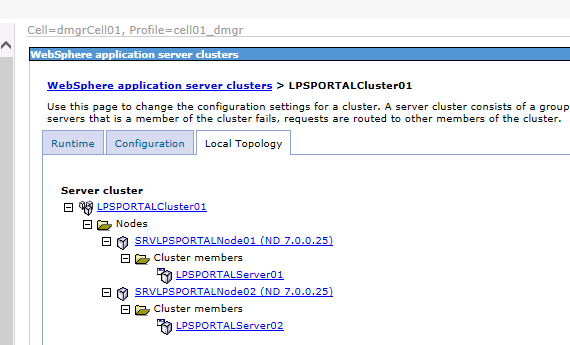 Cell=dmgrCell01, Profile=cell01_dmgr
WebSphere application server clusters
WebSphere application server clusters > LPSPORTALCluster01
Use this page to change the configuration settings for a cluster. A server cluster consists of a group
servers that is a member of the cluster fails, requests are routed to other members of the cluster.
Runtime Configuration Local Topology
Server cluster
LPSPORTALCluster01
Nodes
SRVLPSPORTALNode01 (ND 7.0.0.25)
Cluster members
LPSPORTALServer01
SRVLPSPORTALNode02 (ND 7.0.0.25)
Cluster members
LPSPORTALServer02